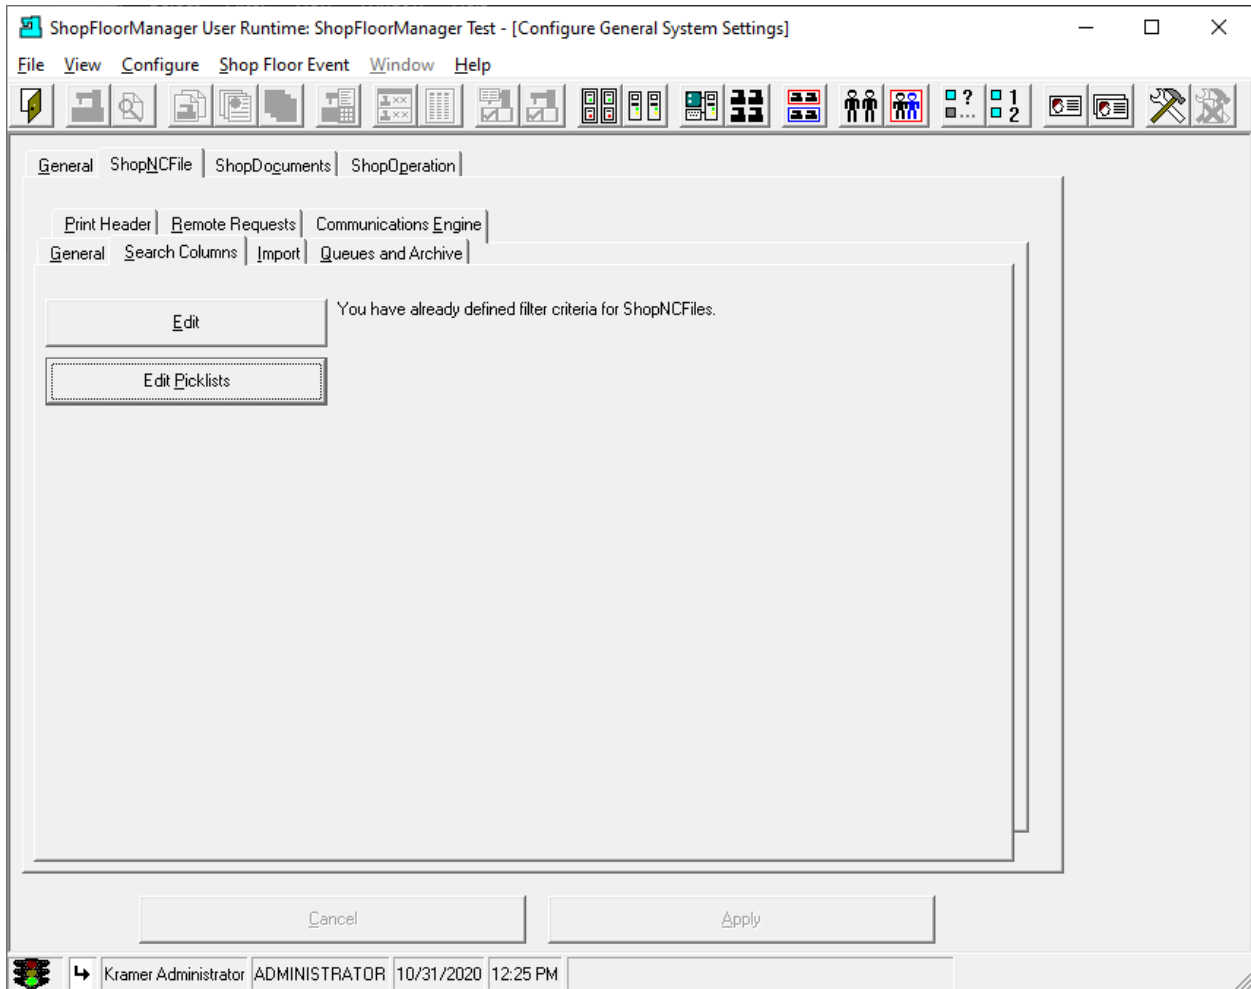 ShopFloorManager User Runtime: ShopFloorManager Test - [Configure General System Settings]
File View Configure Shop Floor Event Window Help
General ShopNCFile ShopDocuments ShopOperation
Print Header Remote Requests Communications Engine
General Search Columns Import Queues and Archive
Edit You have already defined filter criteria for ShopNCFiles.
Edit Picklists
Cancel Apply
Kramer Administrator ADMINISTRATOR 10/31/2020 12:25 PM